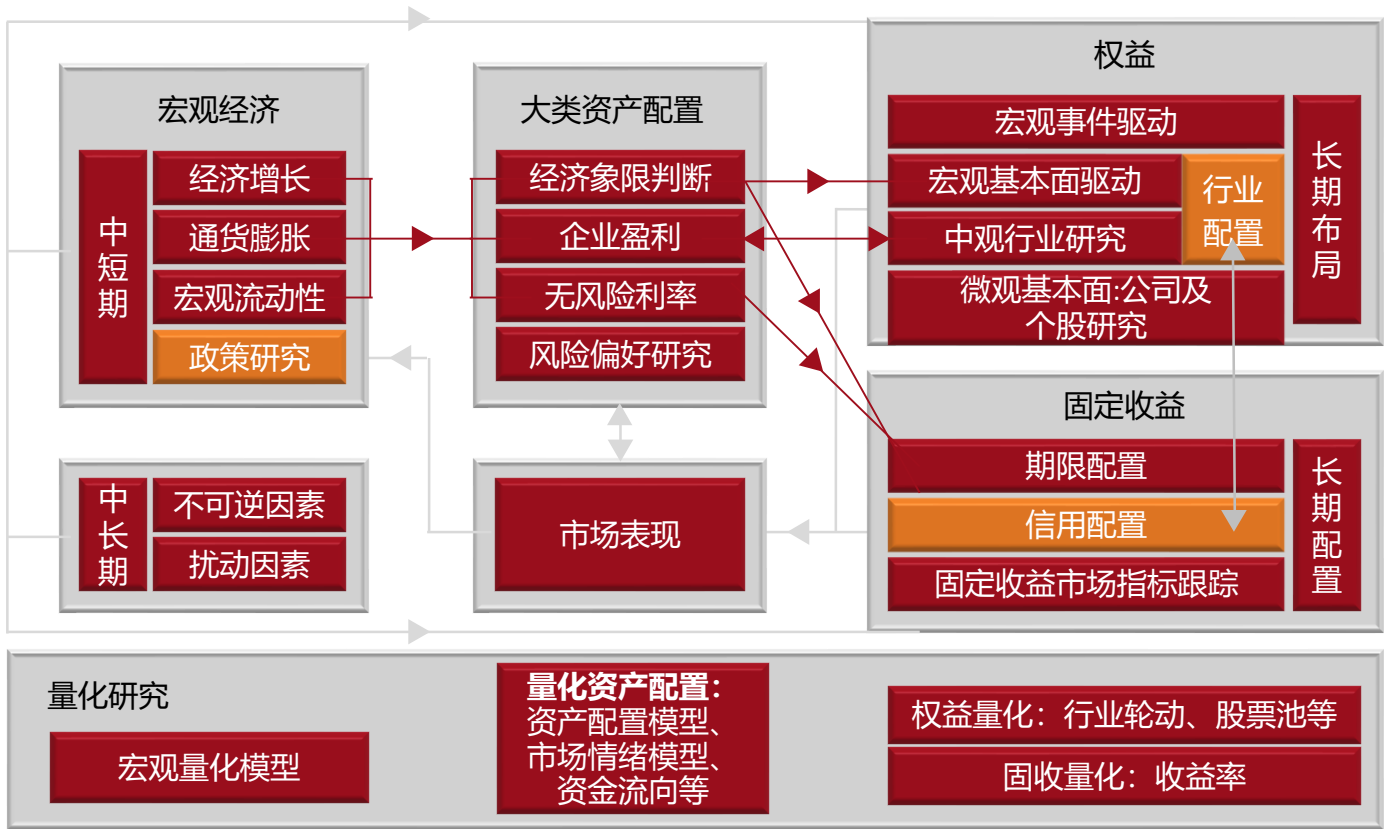 宏观经济
中短期
经济增长
通货膨胀
宏观流动性
政策研究
中长期
不可逆因素
扰动因素
大类资产配置
经济象限判断
企业盈利
无风险利率
风险偏好研究
市场表现
权益
宏观事件驱动
宏观基本面驱动
中观行业研究
行业
配置
微观基本面:公司及
个股研究
长期布局
固定收益
期限配置
信用配置
固定收益市场指标跟踪
长期配置
量化研究
宏观量化模型
量化资产配置：
资产配置模型、
市场情绪模型、
资金流向等
权益量化：行业轮动、股票池等
固收量化：收益率